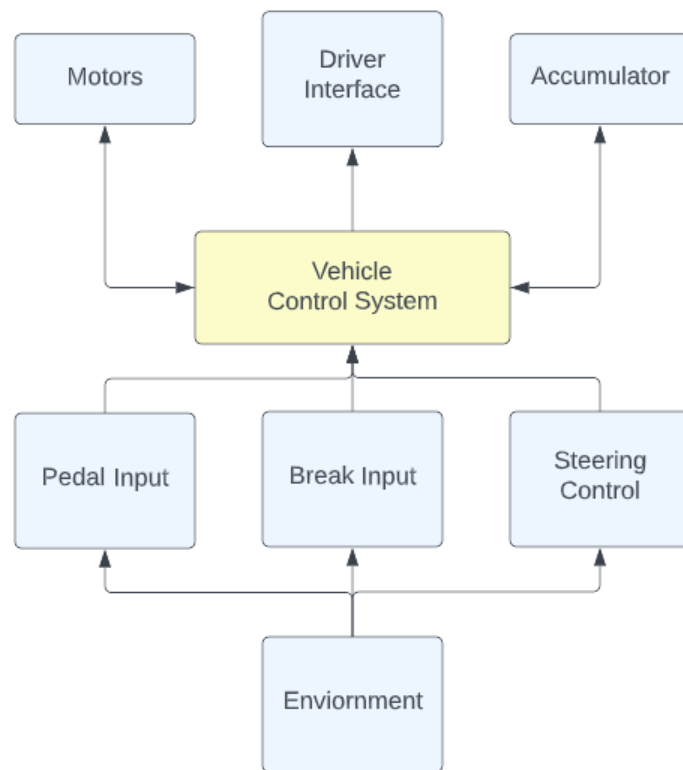 Motors
Driver
Interface
Accumulator
Vehicle
Control System
Pedal Input
Break Input
Steering
Control
Enviornment